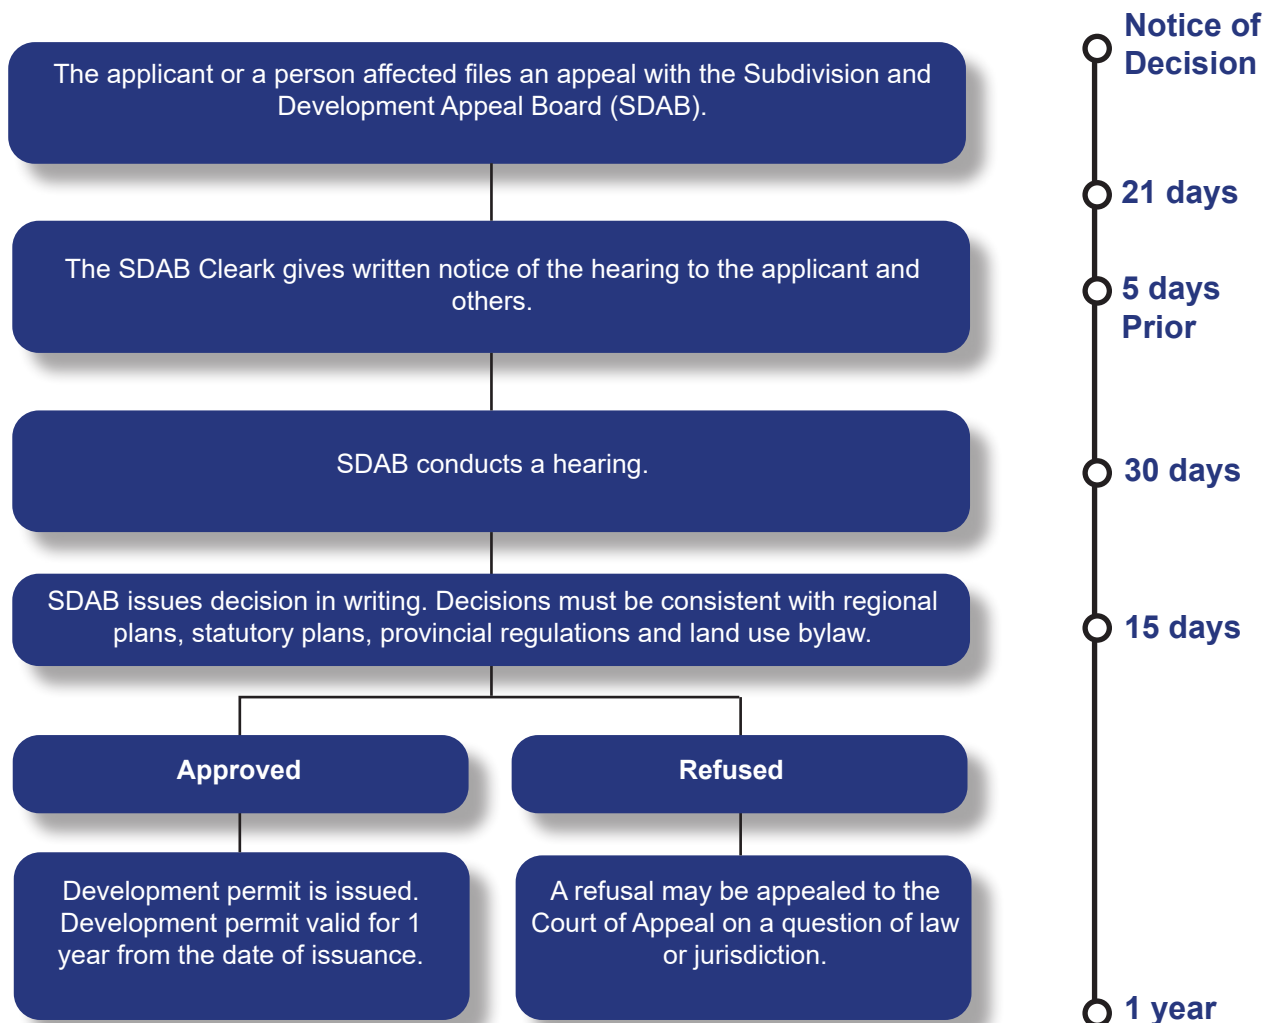 The applicant or a person affected files an appeal with the Subdivision and
Development Appeal Board (SDAB).
The SDAB Cleark gives written notice of the hearing to the applicant and
others.
SDAB conducts a hearing.
SDAB issues decision in writing. Decisions must be consistent with regional
plans, statutory plans, provincial regulations and land use bylaw.
Approved
Refused
Development permit is issued.
Development permit valid for 1
year from the date of issuance.
A refusal may be appealed to the
Court of Appeal on a question of law
or jurisdiction.
Notice of
Decision
21 days
5 days
Prior
30 days
15 days
1 year